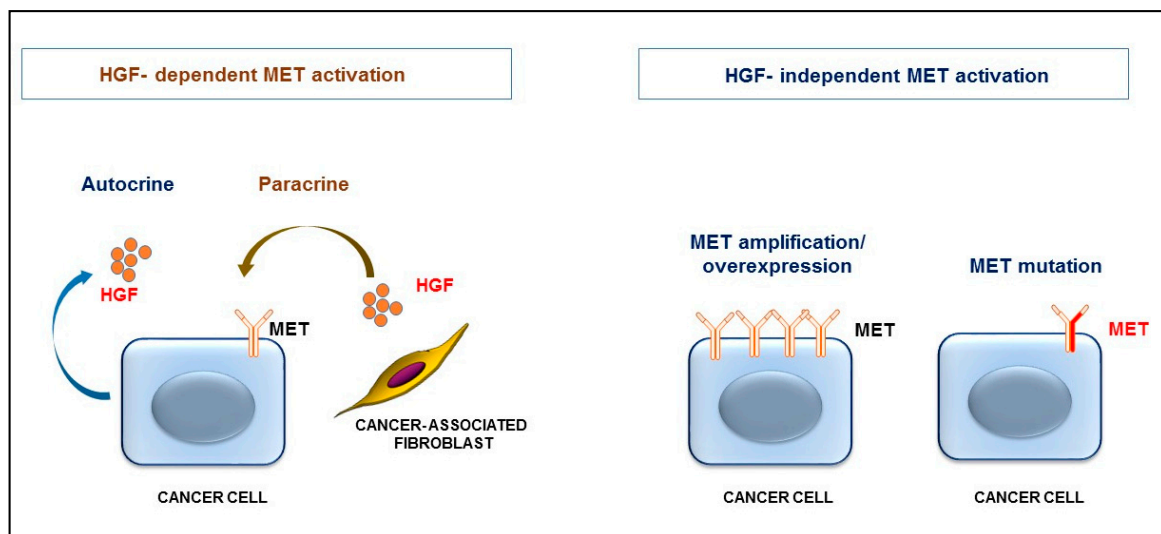 HGF- dependent MET activation
Autocrine
Paracrine
HGF
HGF
MET
CANCER-ASSOCIATED
FIBROBLAST
CANCER CELL
HGF- independent MET activation
MET amplification/
overexpression
MET
MET mutation
MET
CANCER CELL
CANCER CELL